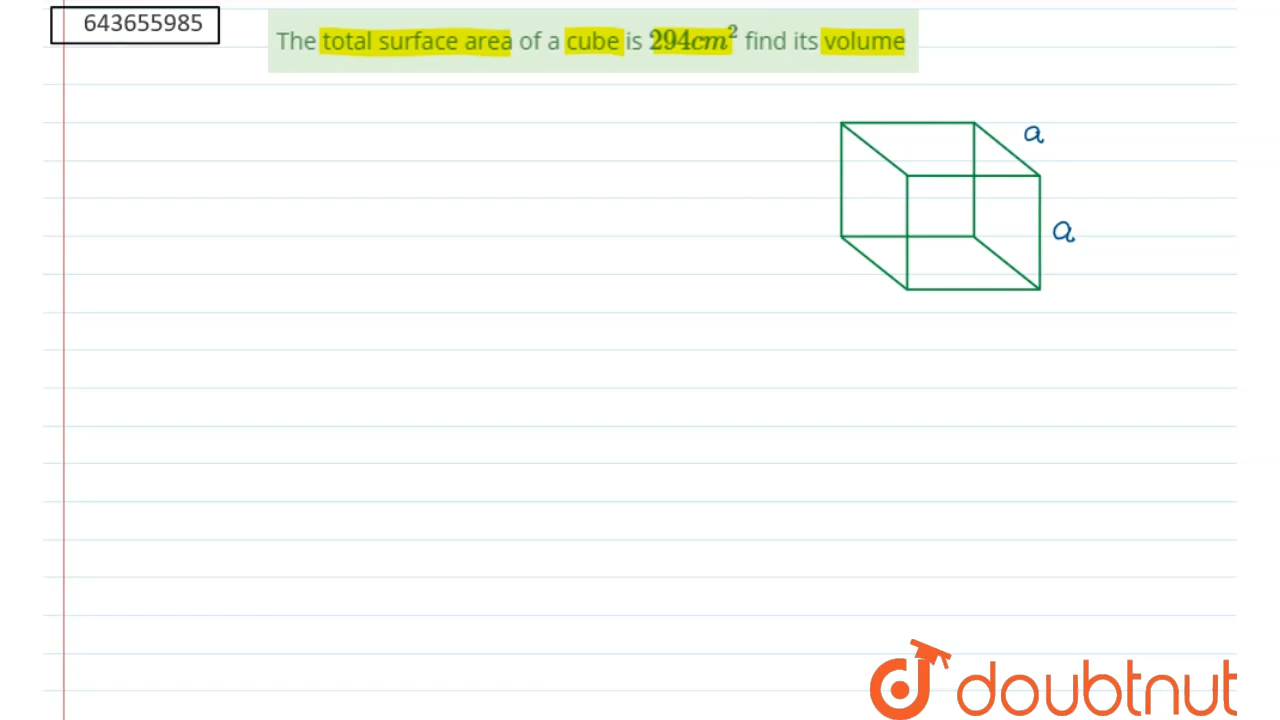 643655985
The total surface area of a cube is 294cm² find its volume
a
a
doubtnut